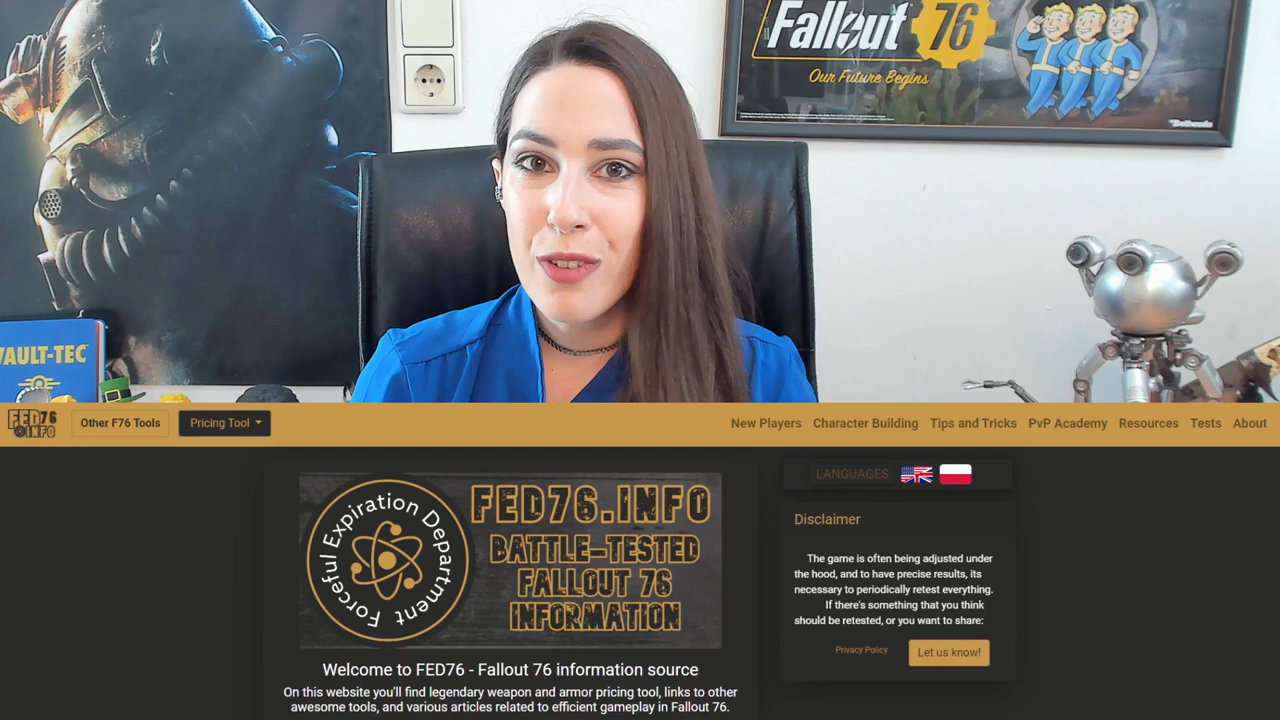 Fallout 76
Our Future Begins
Bethesda
VAULT-TEC
FED76
INFO
Other F76 Tools
Pricing Tool
New Players
Character Building
Tips and Tricks
PvP Academy
Resources
Tests
About
Forceful Expiration Department
FED76.INFO
BATTLE-TESTED
FALLOUT 76
INFORMATION
Welcome to FED76 - Fallout 76 information source
On this website you'll find legendary weapon and armor pricing tool, links to other
awesome tools, and various articles related to efficient gameplay in Fallout 76.
LANGUAGES
Disclaimer
The game is often being adjusted under
the hood, and to have precise results, its
necessary to periodically retest everything.
If there's something that you think
should be retested, or you want to share:
Privacy Policy
Let us know!